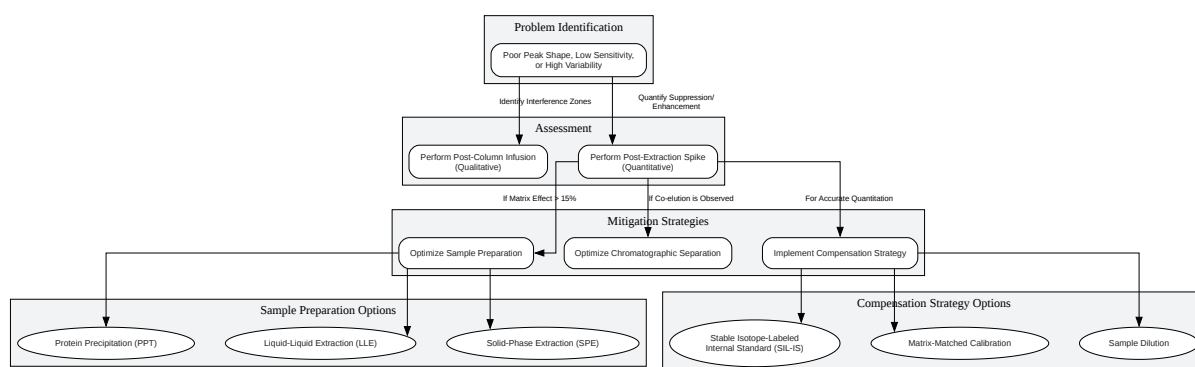 Problem Identification
Poor Peak Shape, Low Sensitivity,
or High Variability
Identify Interference Zones
Quantify Suppression/
Enhancement
Assessment
Perform Post-Column Infusion
(Qualitative)
Perform Post-Extraction Spike
(Quantitative)
If Matrix Effect > 15%
If Co-elution is Observed
For Accurate Quantitation
Mitigation Strategies
Optimize Sample Preparation
Optimize Chromatographic Separation
Implement Compensation Strategy
Sample Preparation Options
Protein Precipitation (PPT)
Liquid-Liquid Extraction (LLE)
Solid-Phase Extraction (SPE)
Compensation Strategy Options
Stable Isotope-Labeled
Internal Standard (SIL-IS)
Matrix-Matched Calibration
Sample Dilution